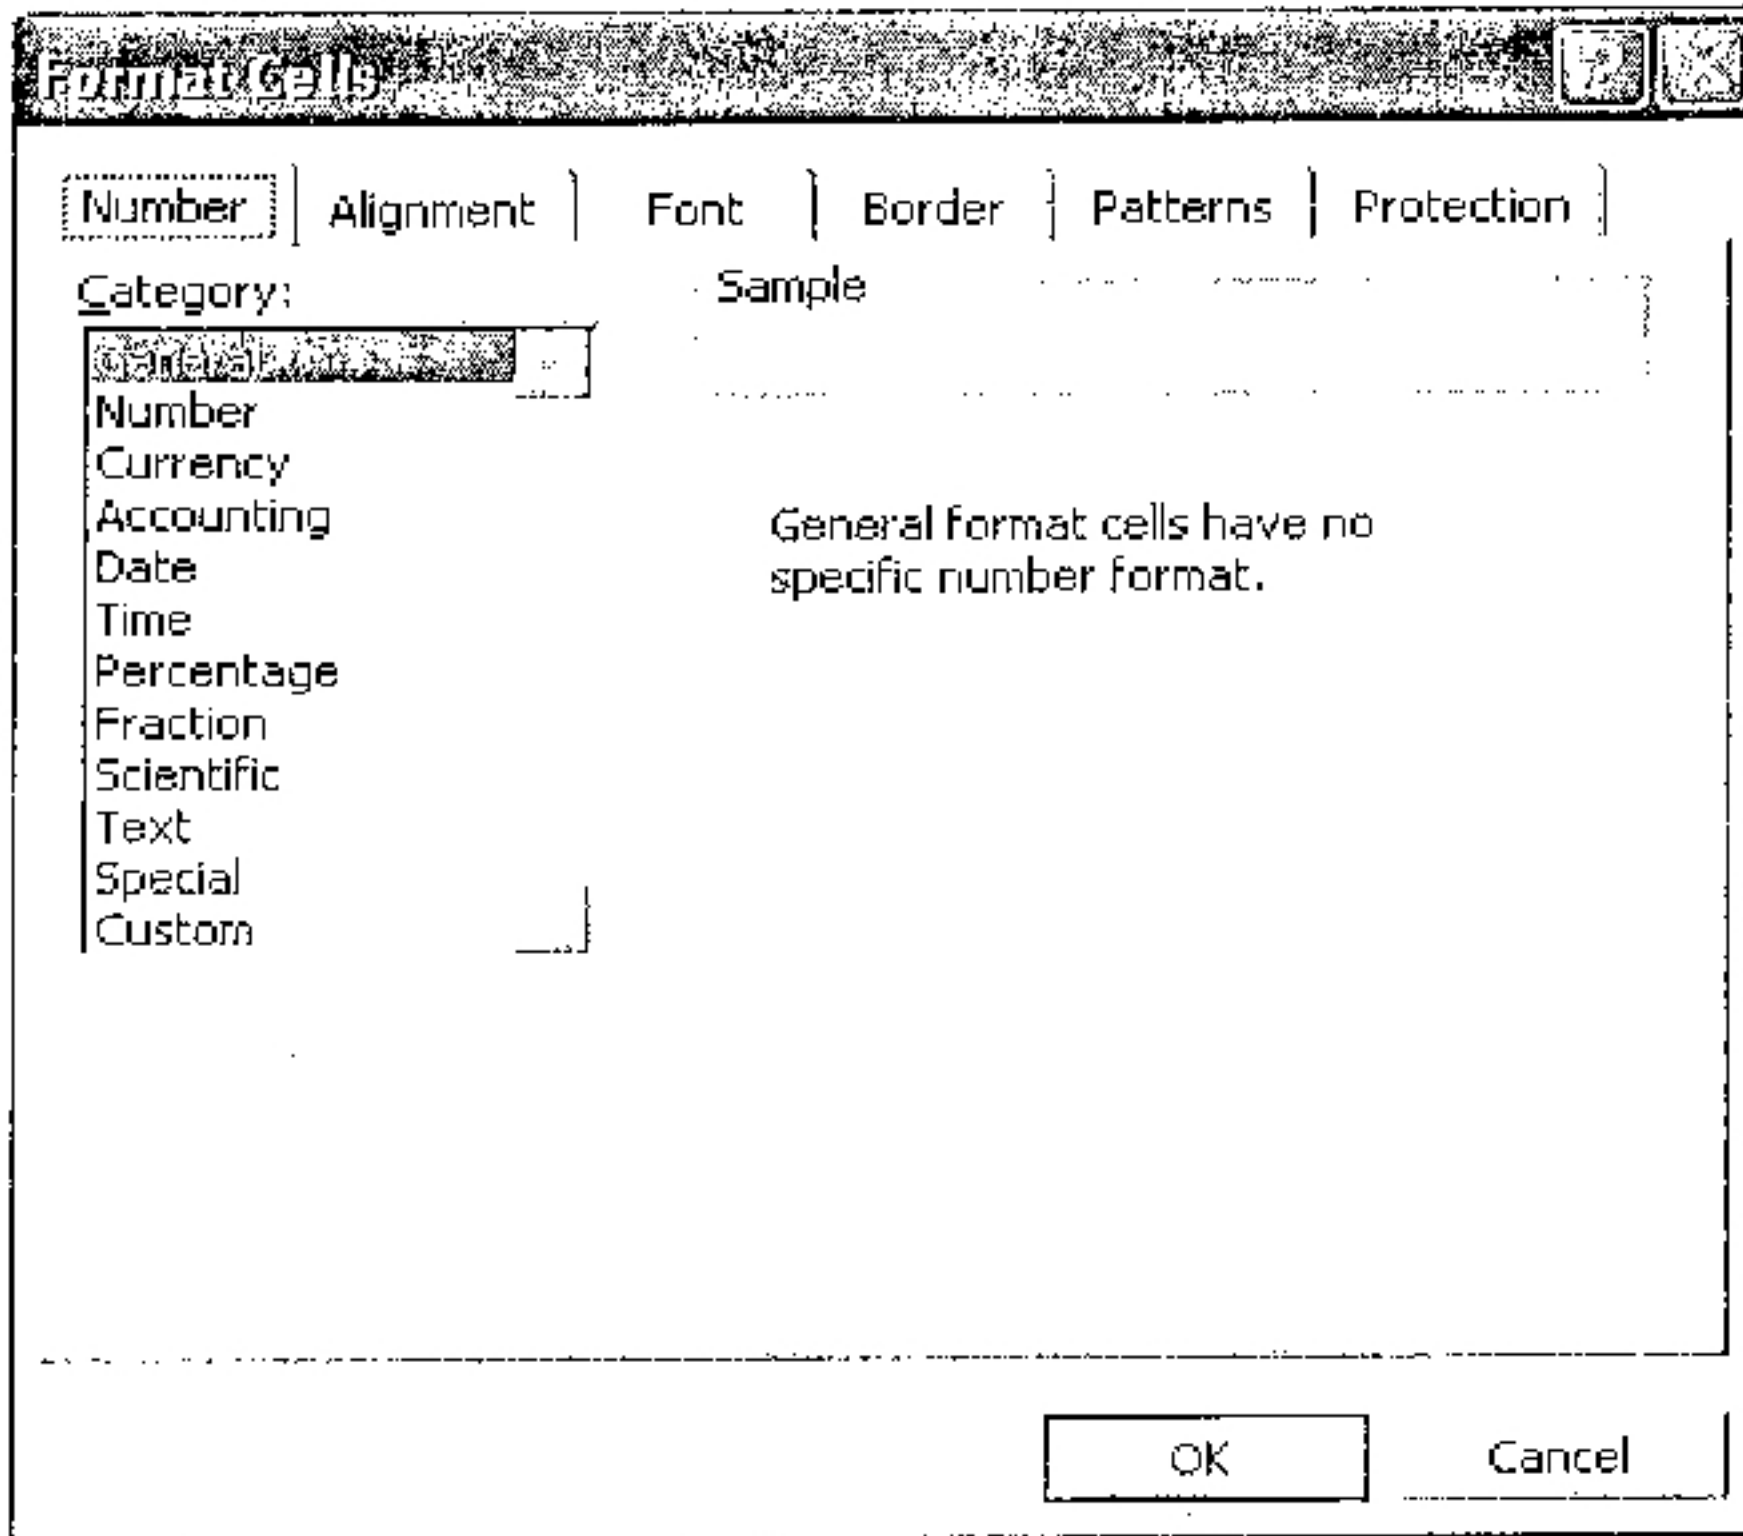 Format Cells
Number Alignment Font Border Patterns Protection
Category:
Sample
General
Number
Currency
Accounting
Date
Time
Percentage
Fraction
Scientific
Text
Special
Custom
General format cells have no
specific number format.
OK Cancel